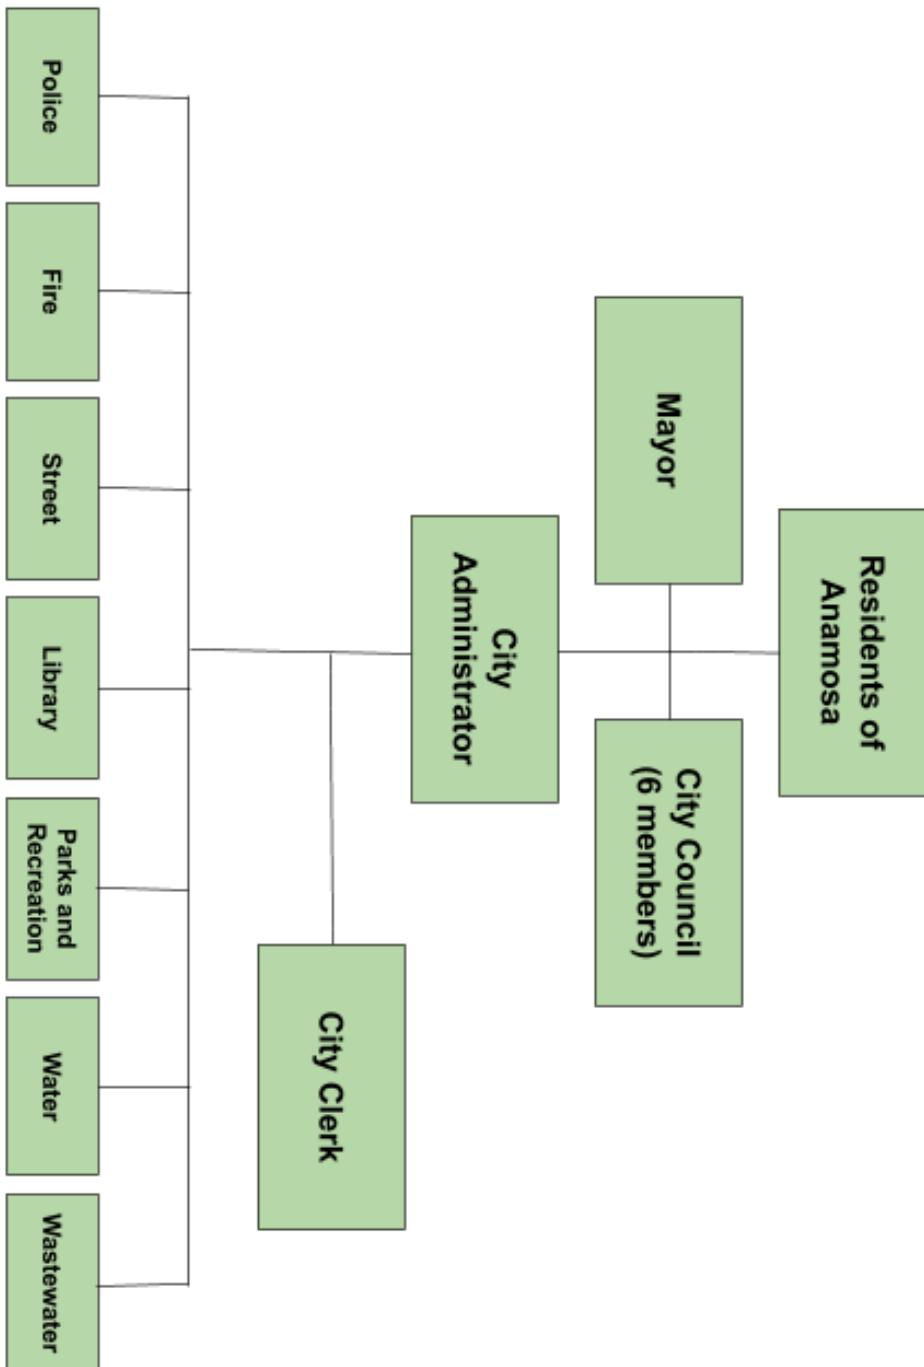 Residents of
Anamosa
Mayor
City Council
(6 members)
City
Administrator
City Clerk
Police
Fire
Street
Library
Parks and
Recreation
Water
Wastewater